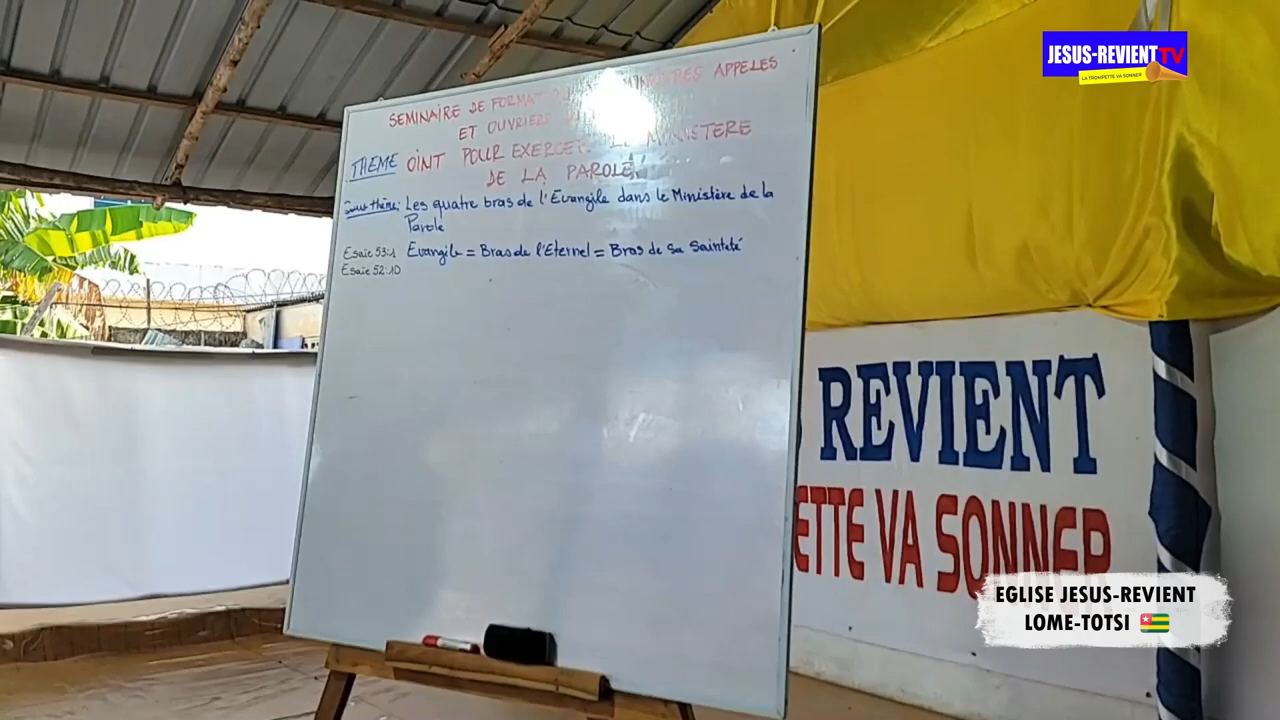 JESUS-REVIENT TV
LA TROMPETTE VA SONNER
SEMINAIRE DE APPELES
ET OUVRIERS
THEME OINT POUR EXERCER MINISTERE
DE LA PAROLE
Sous thème: Les quatre bras de l'Evangile dans le Ministère de la
Parole
Esaïe 53:1 Evangile = Bras de l'Eternel = Bras de sa Sainteté
Esaïe 52:10
REVIENT
ETTE VA SONNER
EGLISE JESUS-REVIENT
LOME-TOTSI